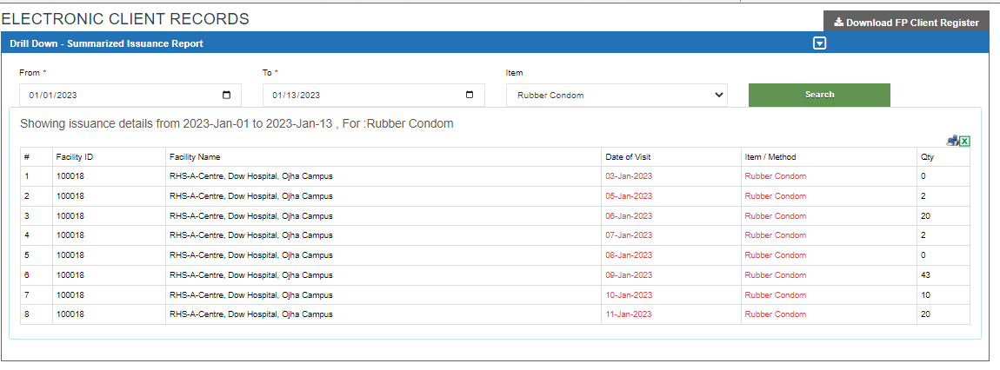 ELECTRONIC CLIENT RECORDS
Download FP Client Register
Drill Down - Summarized Issuance Report
From * To * Item
01/01/2023 01/13/2023 Rubber Condom Search
Showing issuance details from 2023-Jan-01 to 2023-Jan-13 , For :Rubber Condom
# Facility ID Facility Name Date of Visit Item / Method Qty
1 100018 RHS-A-Centre, Dow Hospital, Ojha Campus 03-Jan-2023 Rubber Condom 0
2 100018 RHS-A-Centre, Dow Hospital, Ojha Campus 05-Jan-2023 Rubber Condom 2
3 100018 RHS-A-Centre, Dow Hospital, Ojha Campus 06-Jan-2023 Rubber Condom 20
4 100018 RHS-A-Centre, Dow Hospital, Ojha Campus 07-Jan-2023 Rubber Condom 2
5 100018 RHS-A-Centre, Dow Hospital, Ojha Campus 08-Jan-2023 Rubber Condom 0
6 100018 RHS-A-Centre, Dow Hospital, Ojha Campus 09-Jan-2023 Rubber Condom 43
7 100018 RHS-A-Centre, Dow Hospital, Ojha Campus 10-Jan-2023 Rubber Condom 10
8 100018 RHS-A-Centre, Dow Hospital, Ojha Campus 11-Jan-2023 Rubber Condom 20